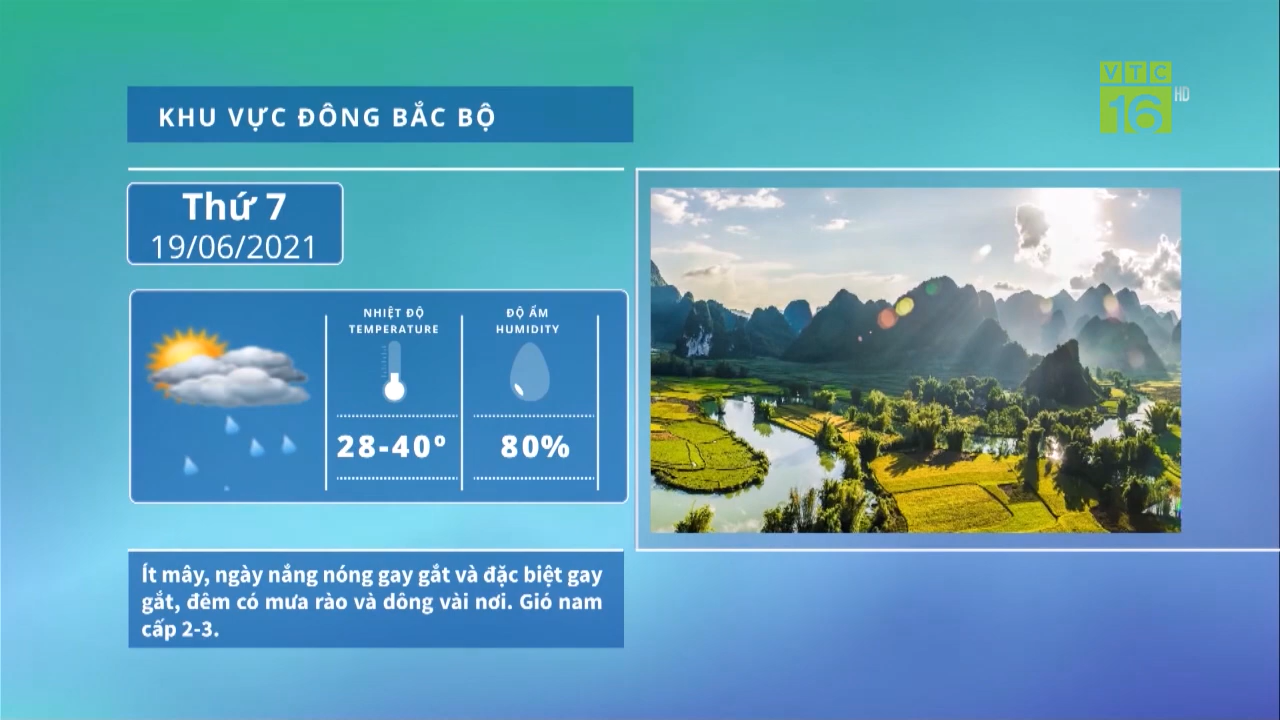 VTC
16
HD
KHU VỰC ĐÔNG BẮC BỘ
Thứ 7
19/06/2021
NHIỆT ĐỘ
TEMPERATURE
28-40º
ĐỘ ẨM
HUMIDITY
80%
Ít mây, ngày nắng nóng gay gắt và đặc biệt gay
gắt, đêm có mưa rào và dông vài nơi. Gió nam
cấp 2-3.